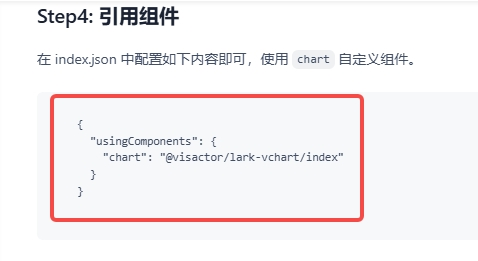 Step4: 引用组件
在 index.json 中配置如下内容即可，使用 chart 自定义组件。
{
"usingComponents": {
"chart": "@visactor/lark-vchart/index"
}
}